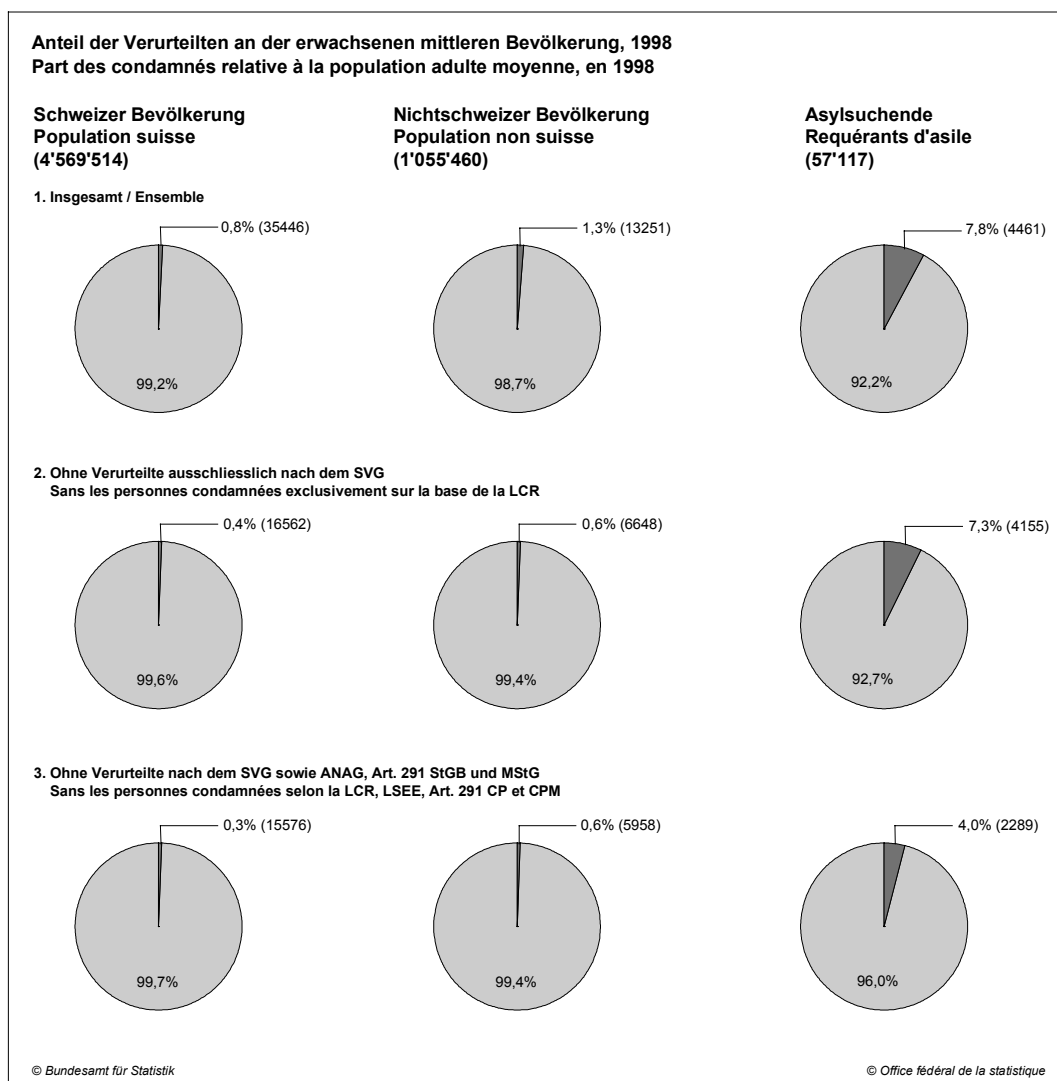 Anteil der Verurteilten an der erwachsenen mittleren Bevölkerung, 1998
Part des condamnés relative à la population adulte moyenne, en 1998
Schweizer Bevölkerung
Population suisse
(4'569'514)
Nichtschweizer Bevölkerung
Population non suisse
(1'055'460)
Asylsuchende
Requérants d'asile
(57'117)
1. Insgesamt / Ensemble
0,8% (35446)
99,2%
1,3% (13251)
98,7%
7,8% (4461)
92,2%
2. Ohne Verurteilte ausschliesslich nach dem SVG
Sans les personnes condamnées exclusivement sur la base de la LCR
0,4% (16562)
99,6%
0,6% (6648)
99,4%
7,3% (4155)
92,7%
3. Ohne Verurteilte nach dem SVG sowie ANAG, Art. 291 StGB und MStG
Sans les personnes condamnées selon la LCR, LSEE, Art. 291 CP et CPM
0,3% (15576)
99,7%
0,6% (5958)
99,4%
4,0% (2289)
96,0%
© Bundesamt für Statistik
© Office fédéral de la statistique